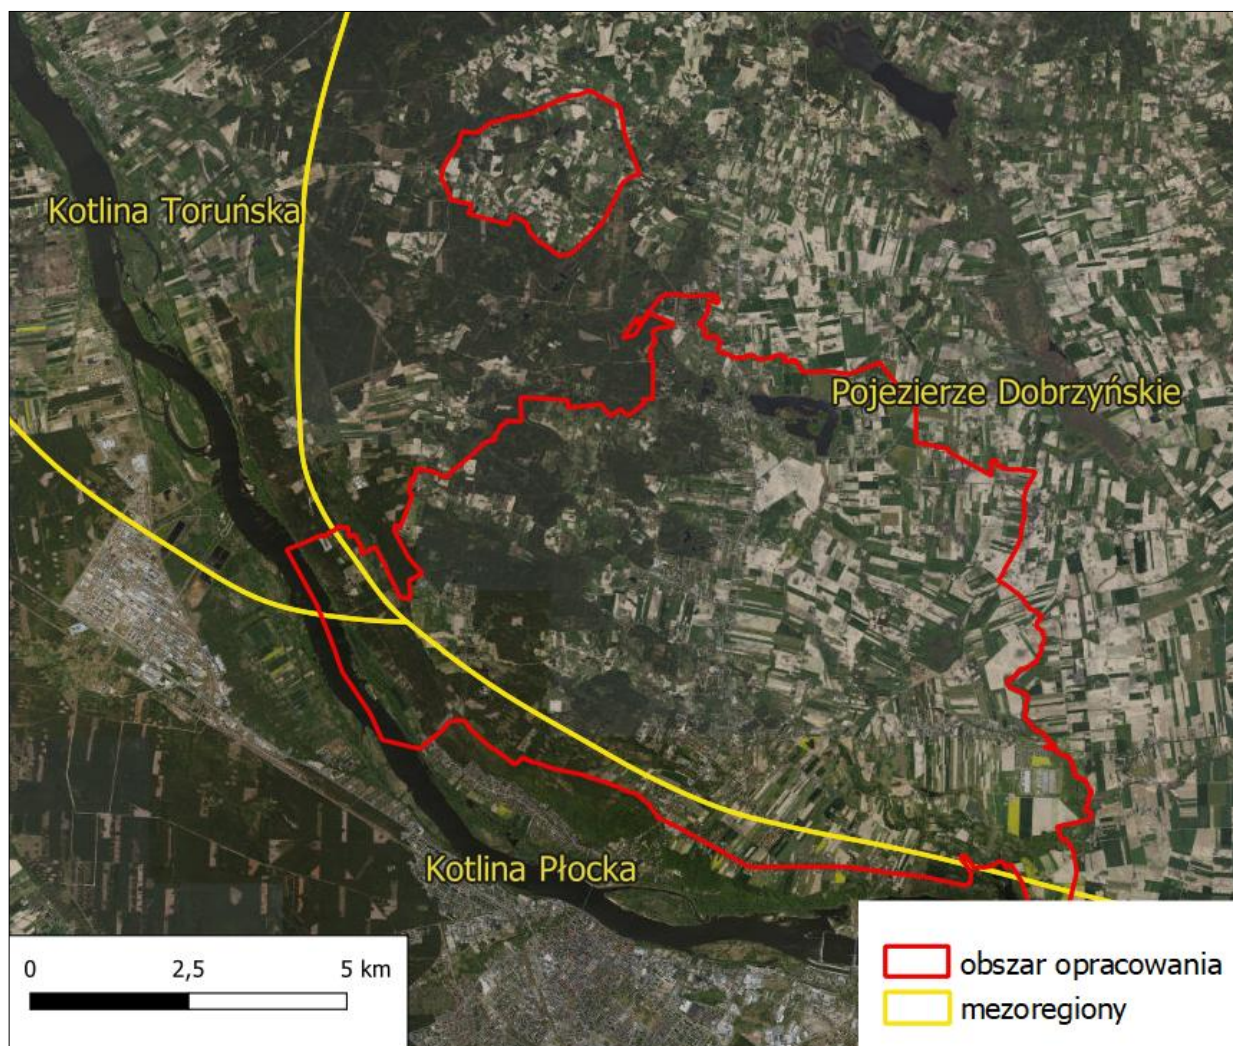 Kotlina Toruńska
Pojezierze Dobrzyńskie
Kotlina Płocka
0 2,5 5 km
obszar opracowania
mezoregiony